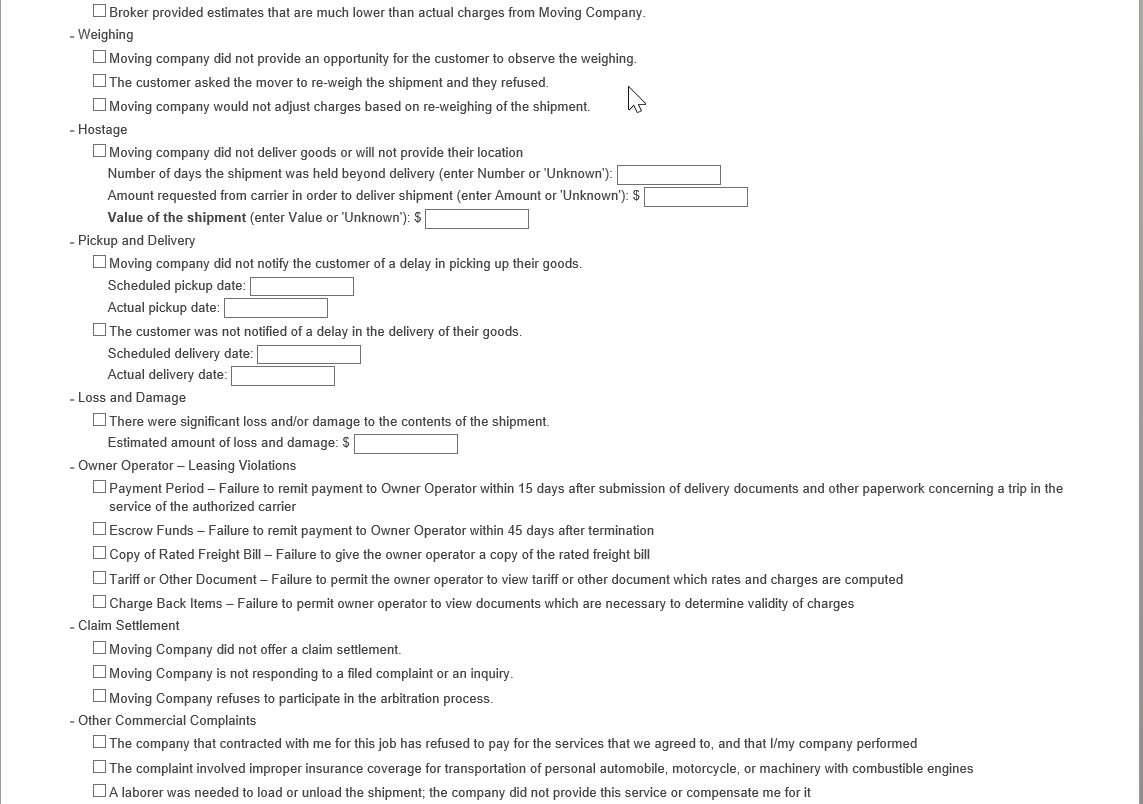 Broker provided estimates that are much lower than actual charges from Moving Company.
- Weighing
Moving company did not provide an opportunity for the customer to observe the weighing.
The customer asked the mover to re-weigh the shipment and they refused.
Moving company would not adjust charges based on re-weighing of the shipment.
- Hostage
Moving company did not deliver goods or will not provide their location
Number of days the shipment was held beyond delivery (enter Number or 'Unknown'):
Amount requested from carrier in order to deliver shipment (enter Amount or 'Unknown'): $
Value of the shipment (enter Value or 'Unknown'): $
- Pickup and Delivery
Moving company did not notify the customer of a delay in picking up their goods.
Scheduled pickup date:
Actual pickup date:
The customer was not notified of a delay in the delivery of their goods.
Scheduled delivery date:
Actual delivery date:
- Loss and Damage
There were significant loss and/or damage to the contents of the shipment.
Estimated amount of loss and damage: $
- Owner Operator – Leasing Violations
Payment Period – Failure to remit payment to Owner Operator within 15 days after submission of delivery documents and other paperwork concerning a trip in the
service of the authorized carrier
Escrow Funds – Failure to remit payment to Owner Operator within 45 days after termination
Copy of Rated Freight Bill – Failure to give the owner operator a copy of the rated freight bill
Tariff or Other Document – Failure to permit the owner operator to view tariff or other document which rates and charges are computed
Charge Back Items – Failure to permit owner operator to view documents which are necessary to determine validity of charges
- Claim Settlement
Moving Company did not offer a claim settlement.
Moving Company is not responding to a filed complaint or an inquiry.
Moving Company refuses to participate in the arbitration process.
- Other Commercial Complaints
The company that contracted with me for this job has refused to pay for the services that we agreed to, and that I/my company performed
The complaint involved improper insurance coverage for transportation of personal automobile, motorcycle, or machinery with combustible engines
A laborer was needed to load or unload the shipment; the company did not provide this service or compensate me for it